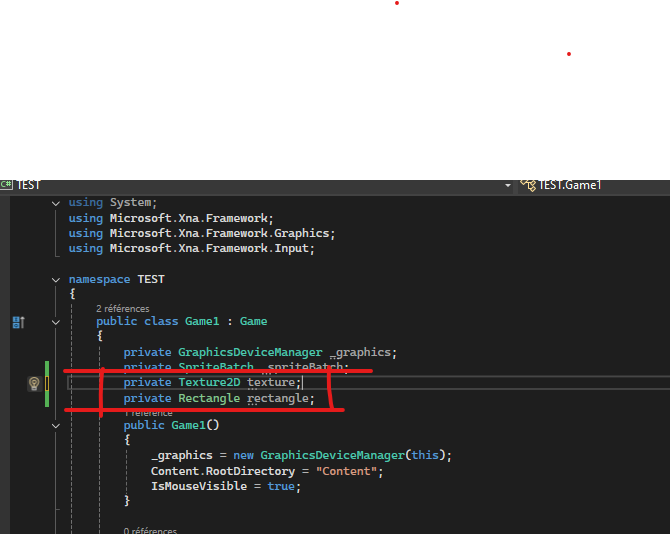 C# TEST TEST.Game1
using System;
using Microsoft.Xna.Framework;
using Microsoft.Xna.Framework.Graphics;
using Microsoft.Xna.Framework.Input;
namespace TEST
{
2 références
public class Game1 : Game
{
private GraphicsDeviceManager _graphics;
private SpriteBatch _spriteBatch;
private Texture2D texture;
private Rectangle rectangle;
1 référence
public Game1()
{
_graphics = new GraphicsDeviceManager(this);
Content.RootDirectory = "Content";
IsMouseVisible = true;
}
0 références